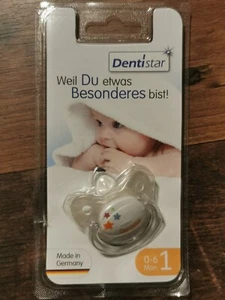 Dentistar
Weil Du etwas
Besonderes bist!
Made in
Germany
0-6
Mon.
1